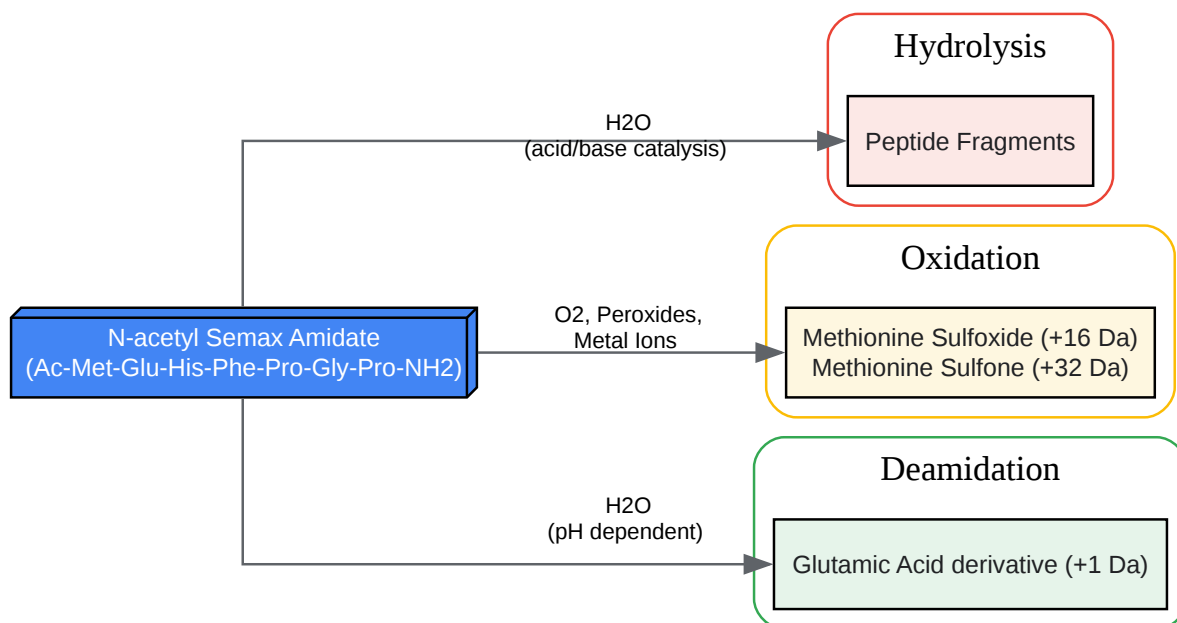 Hydrolysis
H2O
(acid/base catalysis)
Peptide Fragments
Oxidation
O2, Peroxides,
Metal Ions
N-acetyl Semax Amidate
(Ac-Met-Glu-His-Phe-Pro-Gly-Pro-NH2)
Methionine Sulfoxide (+16 Da)
Methionine Sulfone (+32 Da)
Deamidation
H2O
(pH dependent)
Glutamic Acid derivative (+1 Da)